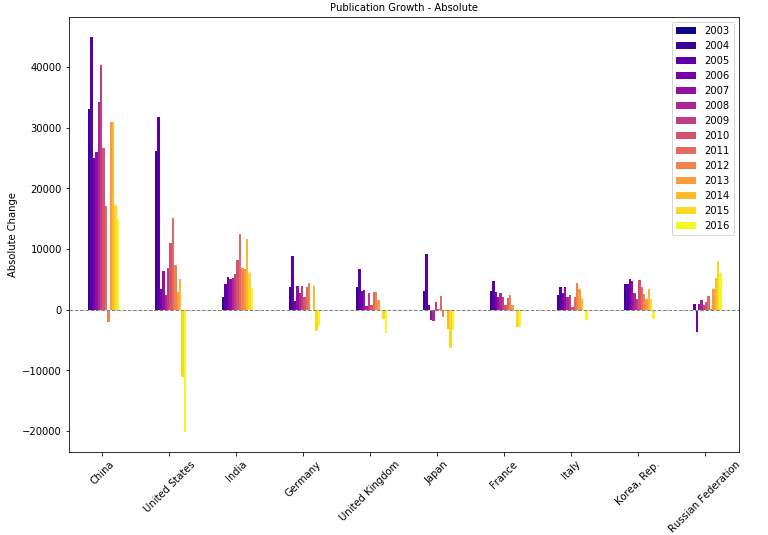 Publication Growth - Absolute
Absolute Change
40000
30000
20000
10000
0
−10000
−20000
China
United States
India
Germany
United Kingdom
Japan
France
Italy
Korea, Rep.
Russian Federation
2003
2004
2005
2006
2007
2008
2009
2010
2011
2012
2013
2014
2015
2016